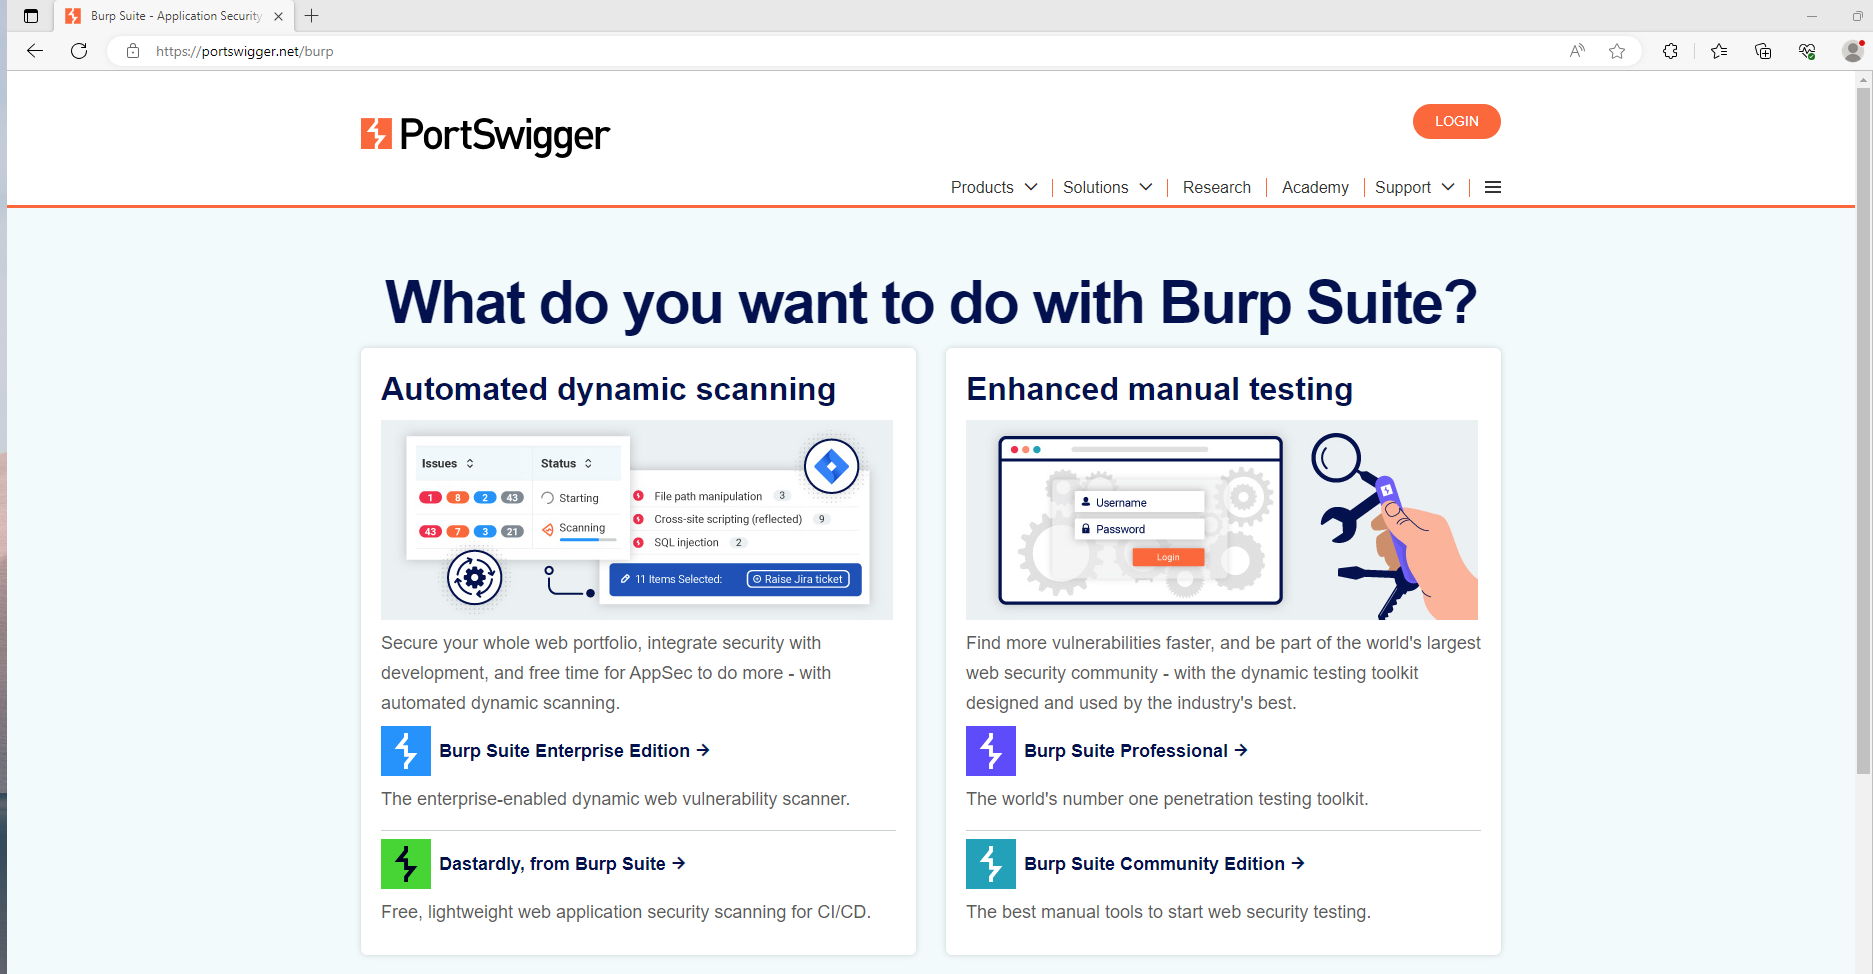 Burp Suite - Application Security
https://portswigger.net/burp
PortSwigger
LOGIN
Products
Solutions
Research
Academy
Support
What do you want to do with Burp Suite?
Automated dynamic scanning
Issues
Status
1 8 2 43
Starting
43 7 3 21
Scanning
File path manipulation 3
Cross-site scripting (reflected) 9
SQL injection 2
11 Items Selected:
Raise Jira ticket
Secure your whole web portfolio, integrate security with
development, and free time for AppSec to do more - with
automated dynamic scanning.
Burp Suite Enterprise Edition →
The enterprise-enabled dynamic web vulnerability scanner.
Dastardly, from Burp Suite →
Free, lightweight web application security scanning for CI/CD.
Enhanced manual testing
Username
Password
Login
Find more vulnerabilities faster, and be part of the world's largest
web security community - with the dynamic testing toolkit
designed and used by the industry's best.
Burp Suite Professional →
The world's number one penetration testing toolkit.
Burp Suite Community Edition →
The best manual tools to start web security testing.